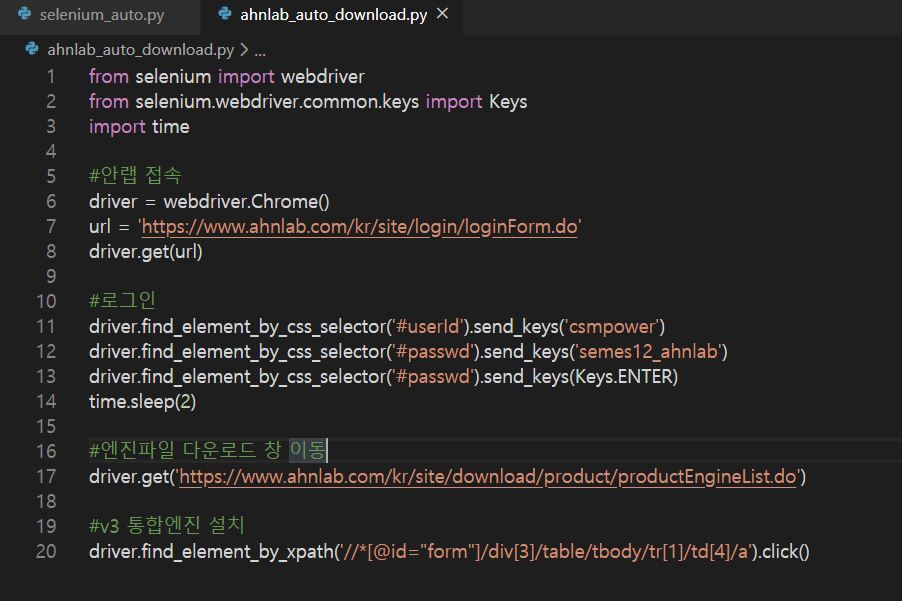 selenium_auto.py
ahnlab_auto_download.py ×
ahnlab_auto_download.py > ...
1 from selenium import webdriver
2 from selenium.webdriver.common.keys import Keys
3 import time
4
5 #안랩 접속
6 driver = webdriver.Chrome()
7 url = 'https://www.ahnlab.com/kr/site/login/loginForm.do'
8 driver.get(url)
9
10 #로그인
11 driver.find_element_by_css_selector('#userId').send_keys('csmpower')
12 driver.find_element_by_css_selector('#passwd').send_keys('semes12_ahnlab')
13 driver.find_element_by_css_selector('#passwd').send_keys(Keys.ENTER)
14 time.sleep(2)
15
16 #엔진파일 다운로드 창 이동
17 driver.get('https://www.ahnlab.com/kr/site/download/product/productEngineList.do')
18
19 #v3 통합엔진 설치
20 driver.find_element_by_xpath('//*[@id="form"]/div[3]/table/tbody/tr[1]/td[4]/a').click()